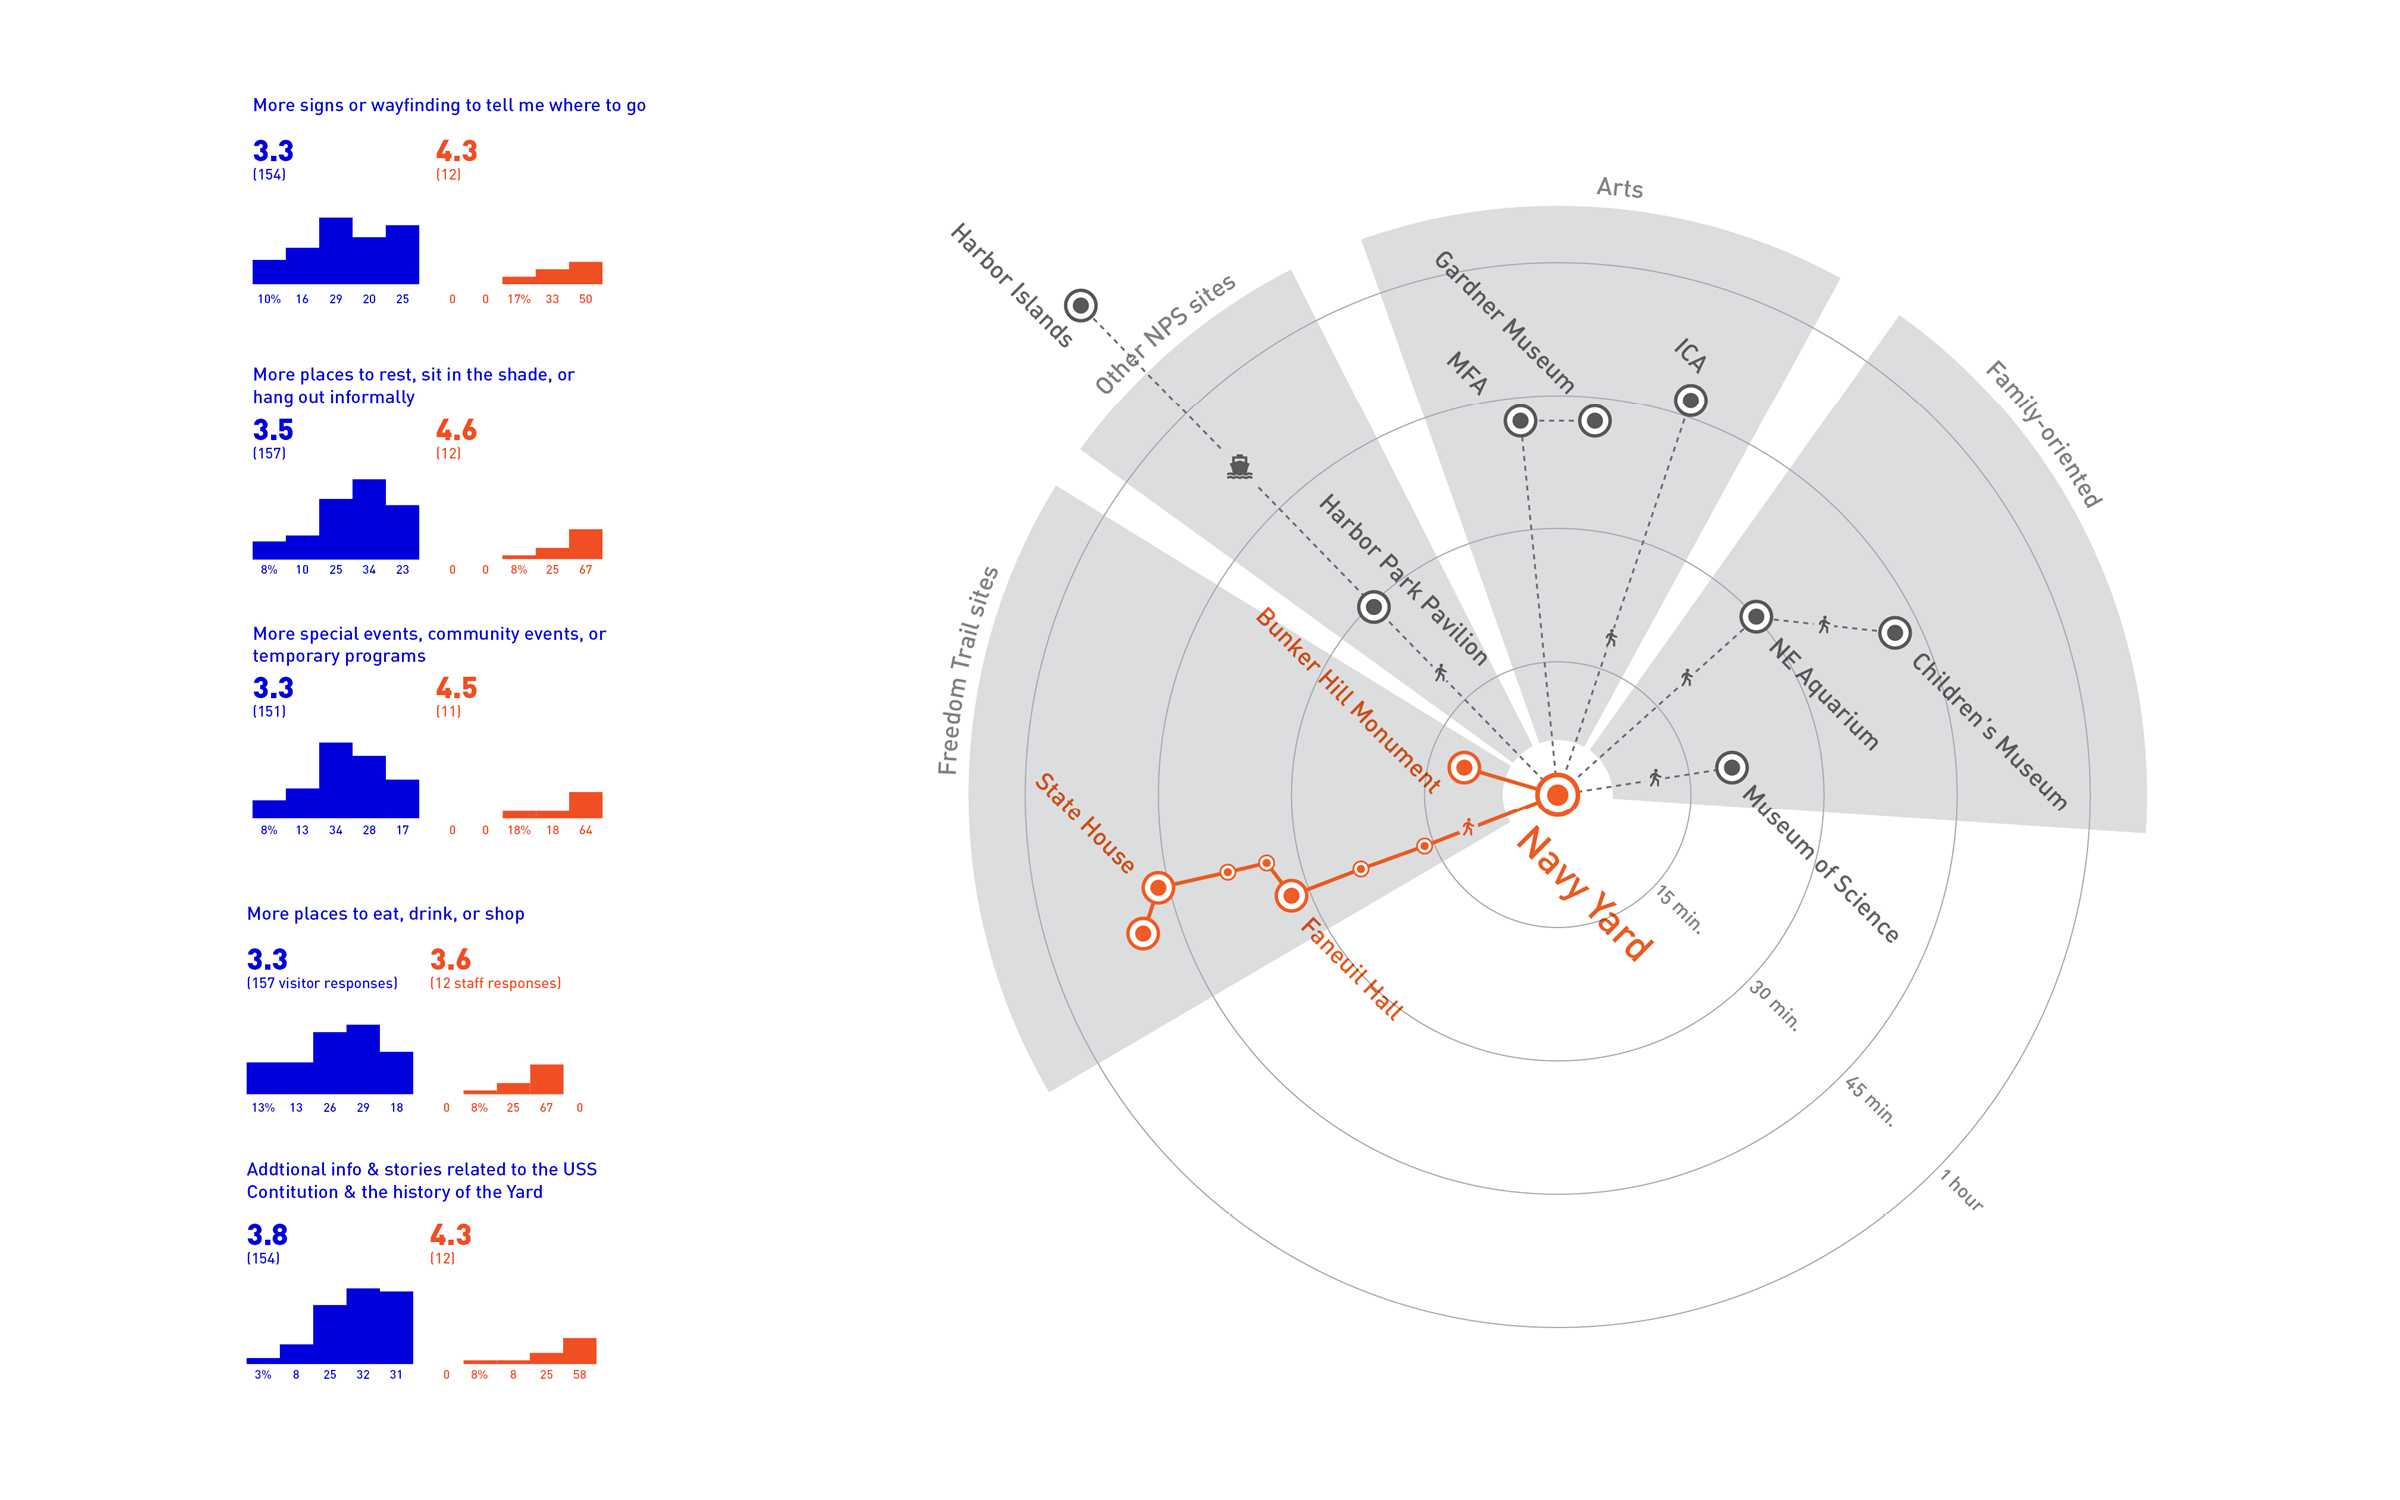 More signs or wayfinding to tell me where to go
3.3 4.3
(154) (12)
10% 16 29 20 25 0 0 17% 33 50
More places to rest, sit in the shade, or
hang out informally
3.5 4.6
(157) (12)
8% 10 25 34 23 0 0 8% 25 67
More special events, community events, or
temporary programs
3.3 4.5
(151) (11)
8% 13 34 28 17 0 0 18% 18 64
More places to eat, drink, or shop
3.3 3.6
(157 visitor responses) (12 staff responses)
13% 13 26 29 18 0 8% 25 67 0
Addtional info & stories related to the USS
Contitution & the history of the Yard
3.8 4.3
(154) (12)
3% 8 25 32 31 0 8% 8 25 58
Freedom Trail sites
Other NPS sites
Arts
Family-oriented
Harbor Islands
Harbor Park Pavilion
Gardner Museum
MFA
ICA
NE Aquarium
Children's Museum
Museum of Science
Bunker Hill Monument
State House
Faneuil Hatt
Navy Yard
15 min.
30 min.
45 min.
1 hour